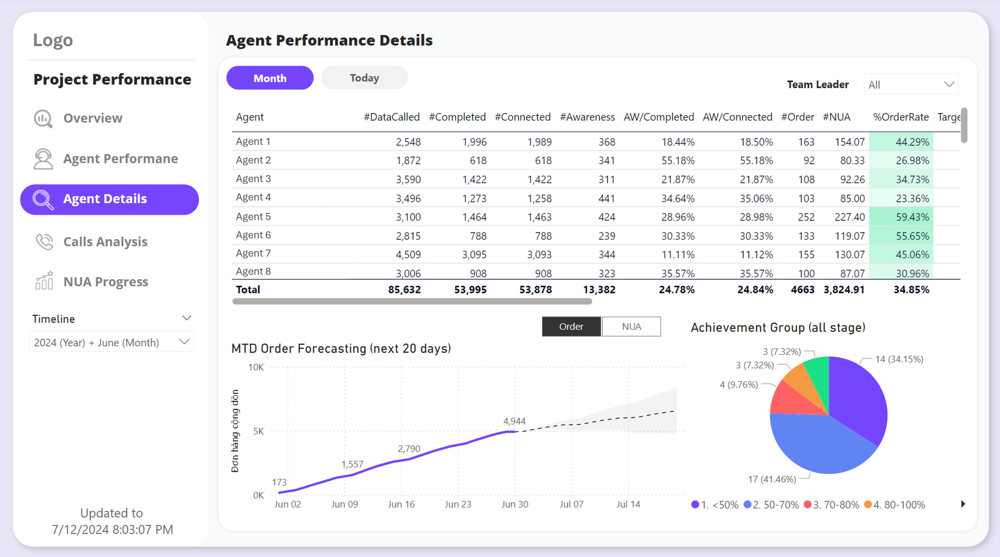 Logo
Project Performance
Overview
Agent Performane
Agent Details
Calls Analysis
NUA Progress
Timeline
2024 (Year) + June (Month)
Updated to
7/12/2024 8:03:07 PM
Agent Performance Details
Month Today
Team Leader All
Agent #DataCalled #Completed #Connected #Awareness AW/Completed AW/Connected #Order #NUA %OrderRate Targe
Agent 1 2,548 1,996 1,989 368 18.44% 18.50% 163 154.07 44.29%
Agent 2 1,872 618 618 341 55.18% 55.18% 92 80.33 26.98%
Agent 3 3,590 1,422 1,422 311 21.87% 21.87% 108 92.26 34.73%
Agent 4 3,496 1,273 1,258 441 34.64% 35.06% 103 85.00 23.36%
Agent 5 3,100 1,464 1,463 424 28.96% 28.98% 252 227.40 59.43%
Agent 6 2,815 788 788 239 30.33% 30.33% 133 119.07 55.65%
Agent 7 4,509 3,095 3,093 344 11.11% 11.12% 155 130.07 45.06%
Agent 8 3,006 908 908 323 35.57% 35.57% 100 87.07 30.96%
Total 85,632 53,995 53,878 13,382 24.78% 24.84% 4663 3,824.91 34.85%
Order NUA
MTD Order Forecasting (next 20 days)
Đơn hàng cộng dồn
10K
5K
0K
173
1,557
2,790
4,944
Jun 02 Jun 09 Jun 16 Jun 23 Jun 30 Jul 07 Jul 14
Achievement Group (all stage)
3 (7.32%)
14 (34.15%)
3 (7.32%)
4 (9.76%)
17 (41.46%)
1. <50% 2. 50-70% 3. 70-80% 4. 80-100%